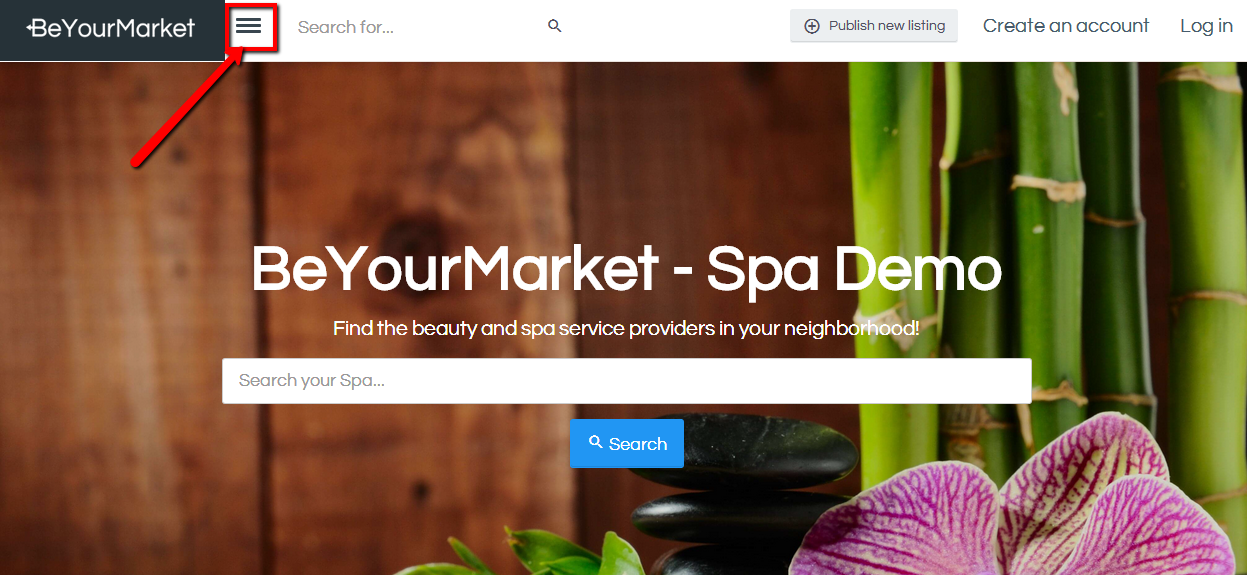 BeYourMarket
Search for...
Publish new listing
Create an account
Log in
BeYourMarket - Spa Demo
Find the beauty and spa service providers in your neighborhood!
Search your Spa...
Search